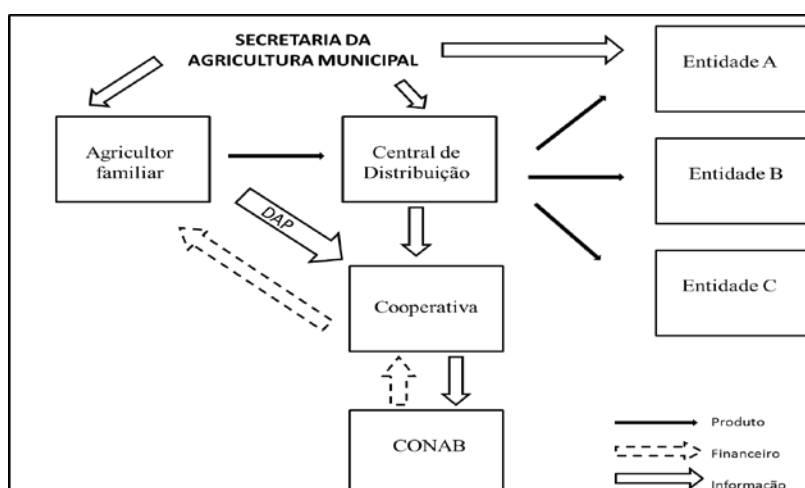 SECRETARIA DA
AGRICULTURA MUNICIPAL
Entidade A
Agricultor
familiar
Central de
Distribuição
Entidade B
DAP
Entidade C
Cooperativa
CONAB
Produto
Financeiro
Informação